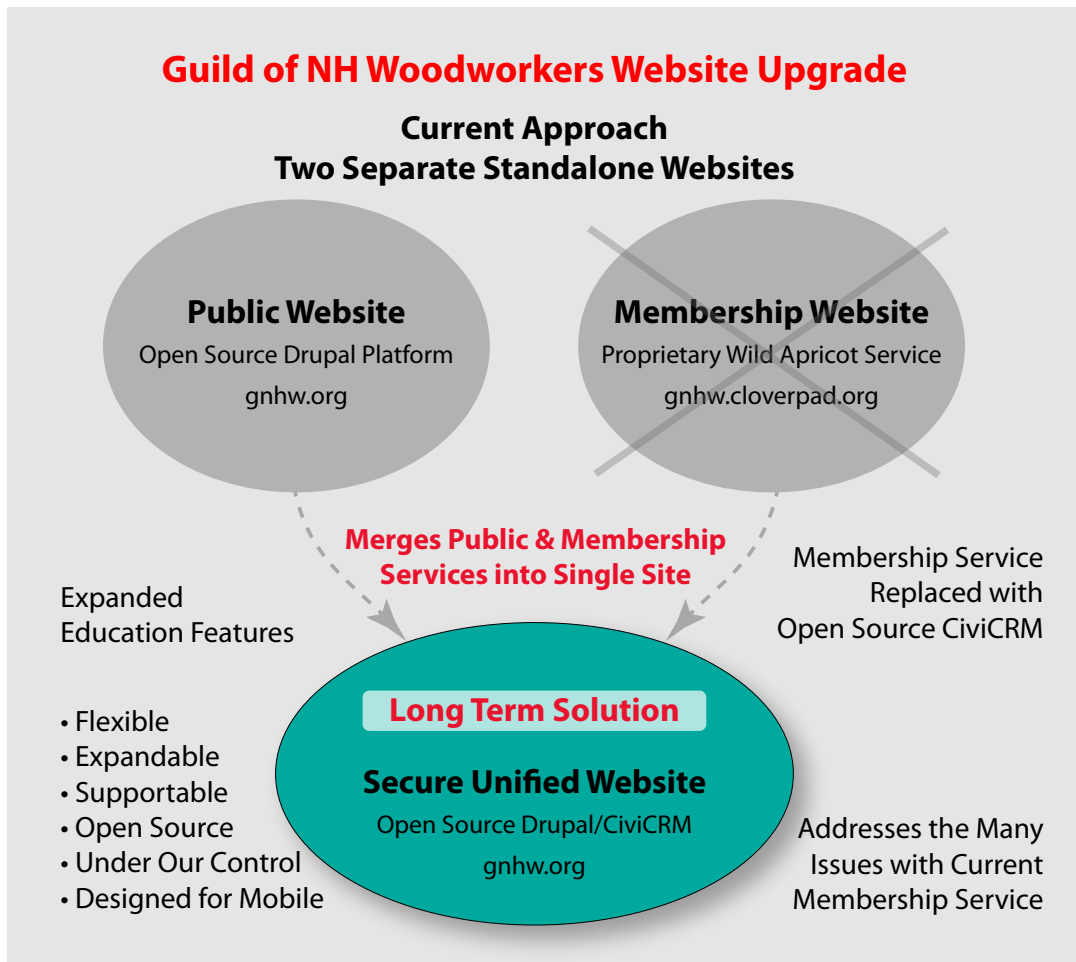 Guild of NH Woodworkers Website Upgrade
Current Approach
Two Separate Standalone Websites
Public Website
Open Source Drupal Platform
gnhw.org
Membership Website
Proprietary Wild Apricot Service
gnhw.cloverpad.org
Merges Public & Membership
Services into Single Site
Expanded
Education Features
Membership Service
Replaced with
Open Source CiviCRM
• Flexible
• Expandable
• Supportable
• Open Source
• Under Our Control
• Designed for Mobile
Long Term Solution
Secure Unified Website
Open Source Drupal/CiviCRM
gnhw.org
Addresses the Many
Issues with Current
Membership Service